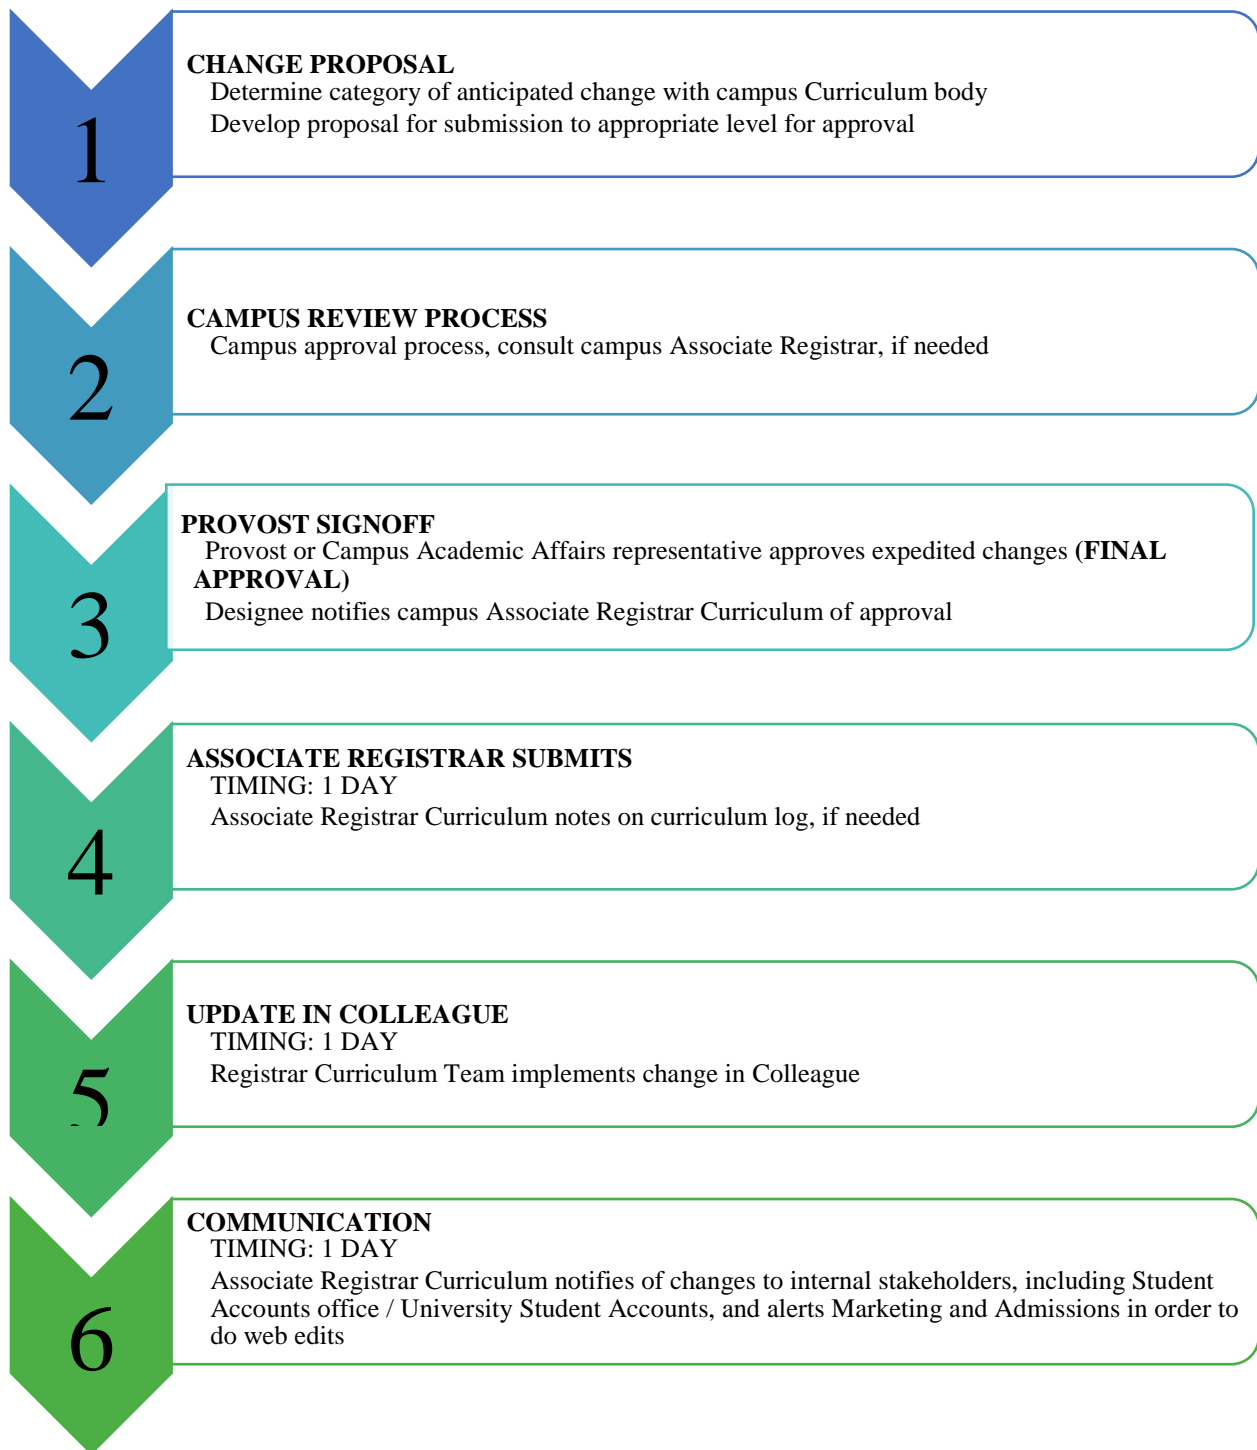 1
CHANGE PROPOSAL
Determine category of anticipated change with campus Curriculum body
Develop proposal for submission to appropriate level for approval
2
CAMPUS REVIEW PROCESS
Campus approval process, consult campus Associate Registrar, if needed
3
PROVOST SIGNOFF
Provost or Campus Academic Affairs representative approves expedited changes (FINAL
APPROVAL)
Designee notifies campus Associate Registrar Curriculum of approval
4
ASSOCIATE REGISTRAR SUBMITS
TIMING: 1 DAY
Associate Registrar Curriculum notes on curriculum log, if needed
5
UPDATE IN COLLEAGUE
TIMING: 1 DAY
Registrar Curriculum Team implements change in Colleague
6
COMMUNICATION
TIMING: 1 DAY
Associate Registrar Curriculum notifies of changes to internal stakeholders, including Student
Accounts office / University Student Accounts, and alerts Marketing and Admissions in order to
do web edits